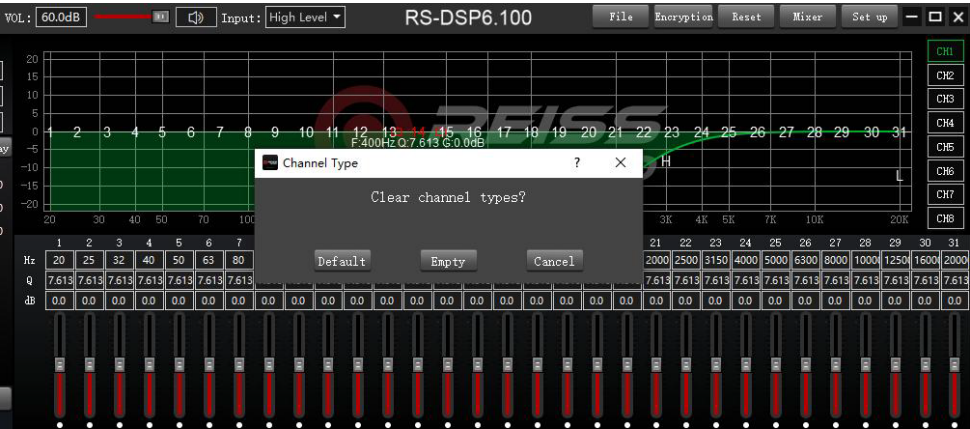 VOL: 60.0dB Input: High Level RS-DSP6.100 File Encryption Reset Mixer Set up
CH1
CH2
CH3
CH4
CH5
CH6
CH7
CH8
20
15
10
5
0
-5
-10
-15
-20
1 2 3 4 5 6 7 8 9 10 11 12 13 14 15 16 17 18 19 20 21 22 23 24 25 26 27 28 29 30 31
F:400Hz Q:7.613 G:0.0dB
REISS
H
L
20 30 40 50 70 100 3K 4K 5K 7K 10K 20K
Channel Type ? ×
Clear channel types?
Default Empty Cancel
1 2 3 4 5 6 7 21 22 23 24 25 26 27 28 29 30 31
Hz 20 25 32 40 50 63 80 2000 2500 3150 4000 5000 6300 8000 1000 1250 1600 2000
Q 7.613 7.613 7.613 7.613 7.613 7.613 7.613 7.613 7.613 7.613 7.613 7.613 7.613 7.613 7.613 7.613 7.613 7.613
dB 0.0 0.0 0.0 0.0 0.0 0.0 0.0 0.0 0.0 0.0 0.0 0.0 0.0 0.0 0.0 0.0 0.0 0.0 0.0 0.0 0.0 0.0 0.0 0.0 0.0 0.0 0.0 0.0 0.0 0.0 0.0